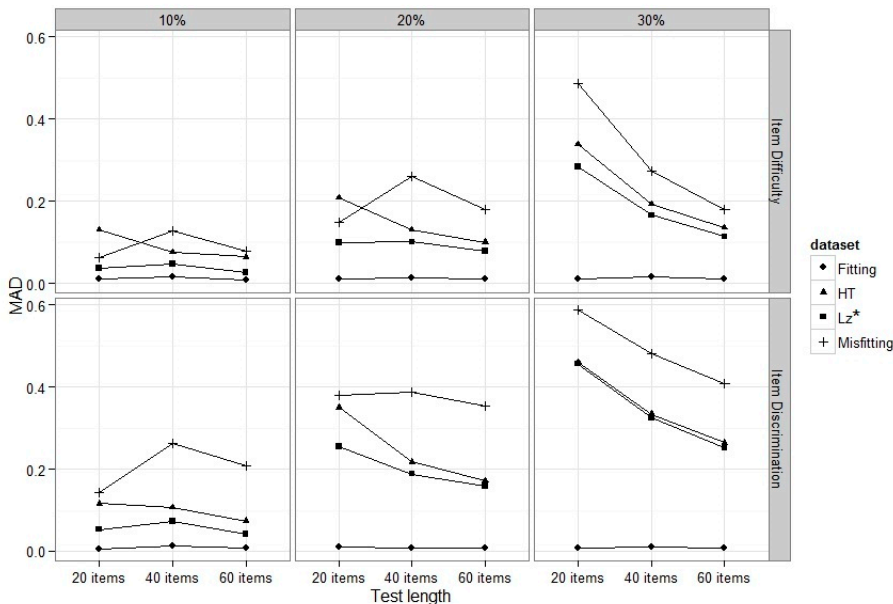 10%
20%
30%
0.6
0.4
0.2
0.0
Item Difficulty
MAD
0.6
0.4
0.2
0.0
Item Discrimination
20 items
40 items
60 items
20 items
40 items
60 items
20 items
40 items
60 items
Test length
dataset
Fitting
HT
Lz*
Misfitting